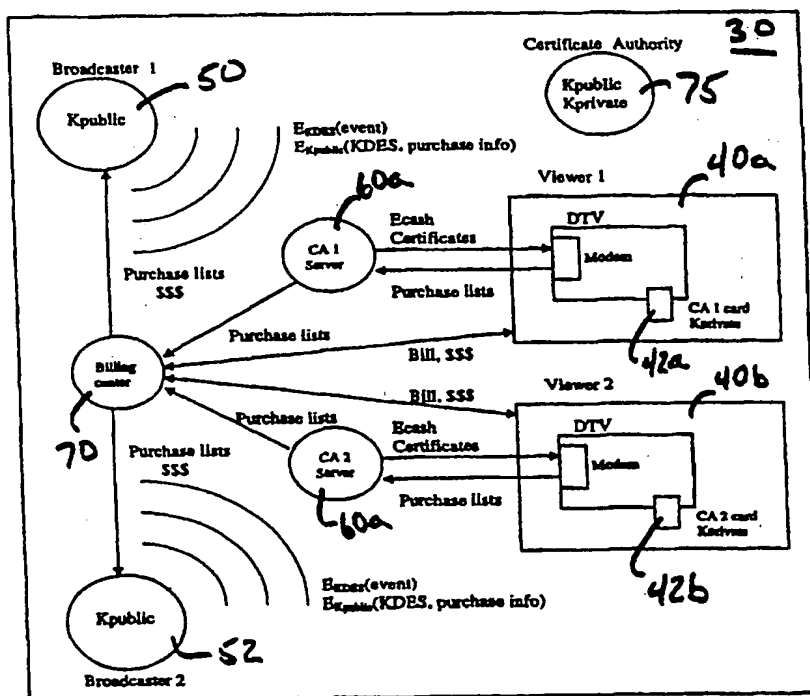 30
Certificate Authority
Kpublic
Kprivate
75
Broadcaster 1
50
Kpublic
EKDES(event)
EKpublic(KDES, purchase info)
Viewer 1
40a
60a
DTV
Ecash
Certificates
CA 1
Server
Modem
Purchase lists
Purchase lists
$$$
CA 1 card
Kprivate
42a
Purchase lists
Bill, $$$
Billing
center
70
Bill, $$$
Viewer 2
40b
Purchase lists
Ecash
Certificates
DTV
Purchase lists
$$$
CA 2
Server
Modem
Purchase lists
60a
CA 2 card
Kprivate
42b
EKDES(event)
EKpublic(KDES, purchase info)
Kpublic
52
Broadcaster 2